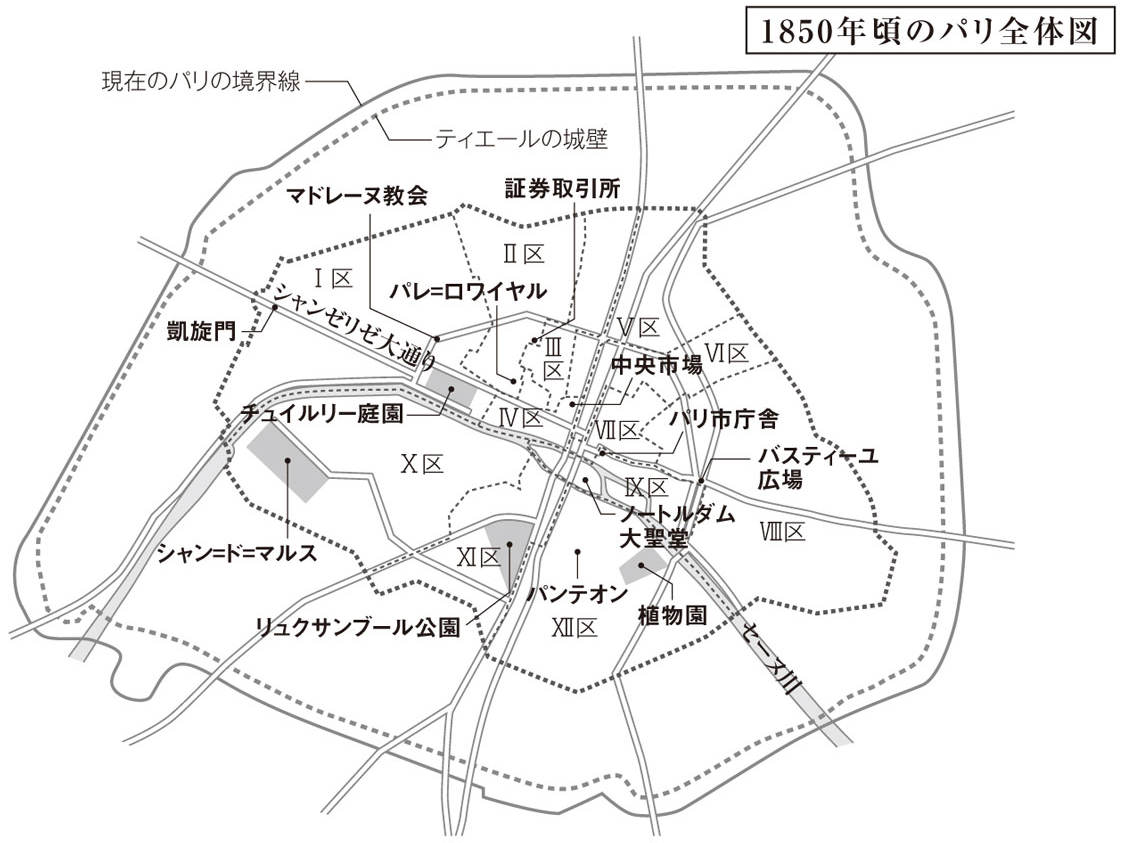 1850年頃のパリ全体図
現在のパリの境界線
ティエールの城壁
マドレーヌ教会
証券取引所
Ⅱ区
Ⅰ区
パレ=ロワイヤル
シャンゼリゼ大通り
凱旋門
Ⅴ区
Ⅲ
区
Ⅵ区
中央市場
チュイルリー庭園
Ⅳ区
Ⅶ区
パリ市庁舎
バスティーユ
広場
Ⅹ区
Ⅸ区
ノートルダム
大聖堂
Ⅷ区
シャン=ド=マルス
Ⅺ区
パンテオン
植物園
リュクサンブール公園
Ⅻ区
セーヌ川